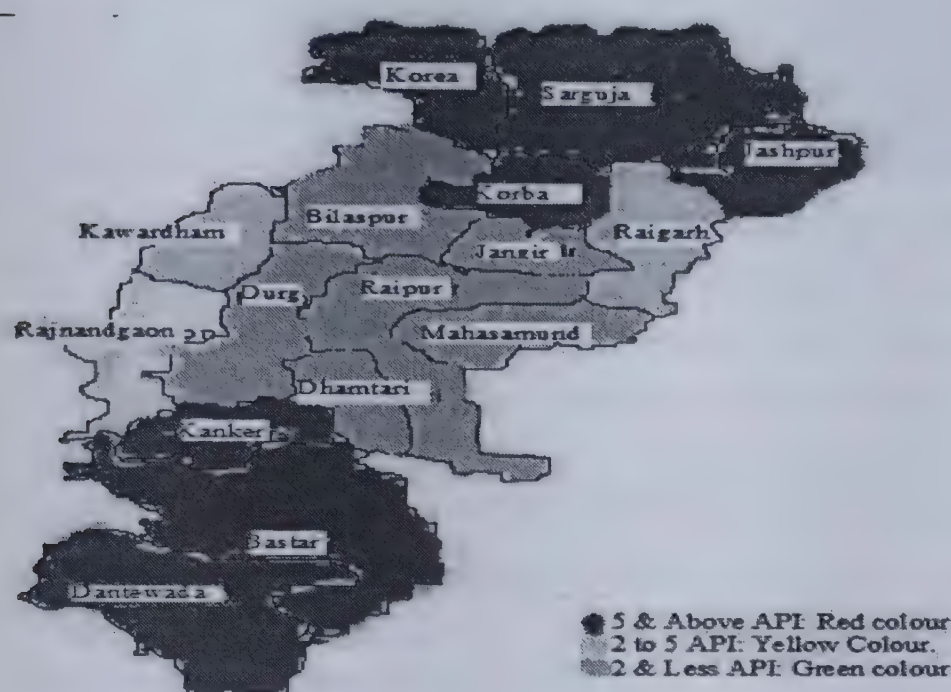 Korea
Sarguja
Jashpur
Korba
Bilaspur
Kawardham
Raigarh
Jangir
Durg
Raipur
Rajnandgaon
Mahasamund
Dhamtari
Kanker
Bastar
Dantewada
5 & Above API: Red colour
2 to 5 API: Yellow Colour.
2 & Less API: Green colour